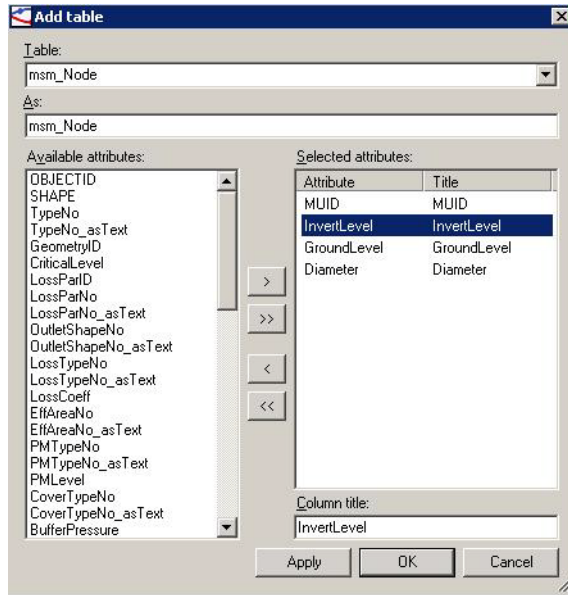 Add table
Table:
msm_Node
As:
msm_Node
Available attributes:
OBJECTID
SHAPE
TypeNo
TypeNo_asText
GeometryID
CriticalLevel
LossParID
LossParNo
LossParNo_asText
OutletShapeNo
OutletShapeNo_asText
LossTypeNo
LossTypeNo_asText
LossCoeff
EffAreaNo
EffAreaNo_asText
PMTypeNo
PMTypeNo_asText
PMLevel
CoverTypeNo
CoverTypeNo_asText
BufferPressure
>
>>
<
<<
Selected attributes:
Attribute Title
MUID MUID
InvertLevel InvertLevel
GroundLevel GroundLevel
Diameter Diameter
Column title:
InvertLevel
Apply OK Cancel